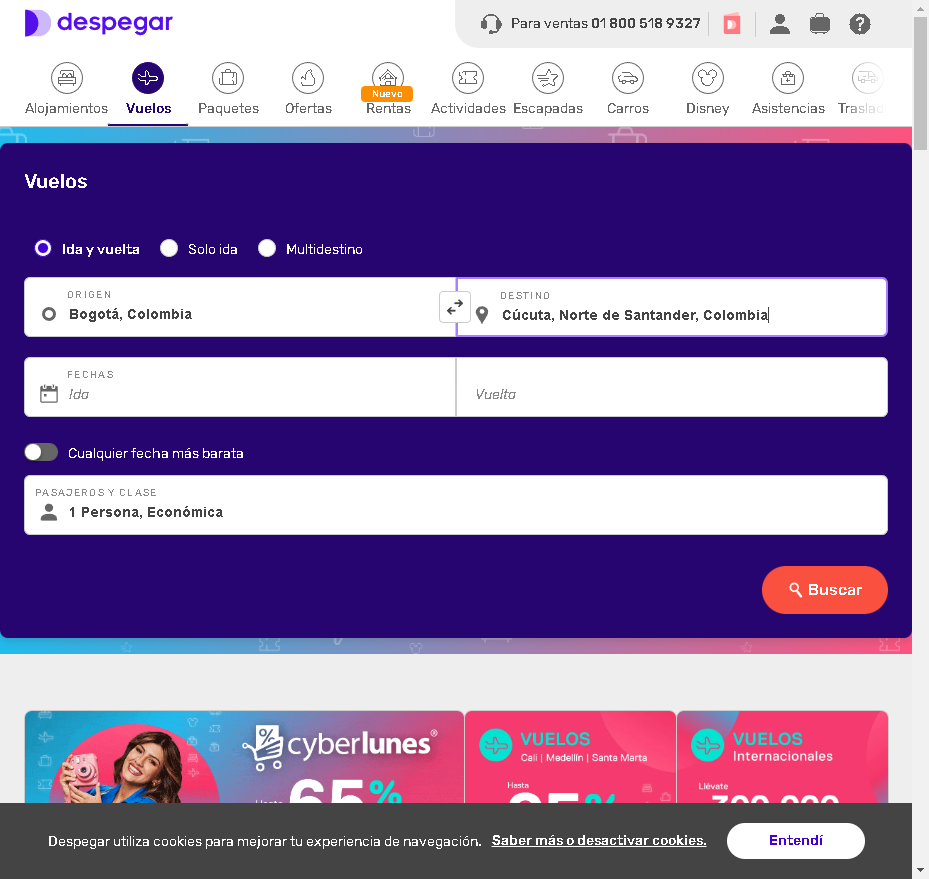 despegar
Para ventas 01 800 518 9327
Alojamientos
Vuelos
Paquetes
Ofertas
Nuevo
Rentas
Actividades
Escapadas
Carros
Disney
Asistencias
Traslad
Vuelos
Ida y vuelta
Solo ida
Multidestino
ORIGEN
Bogotá, Colombia
DESTINO
Cúcuta, Norte de Santander, Colombia
FECHAS
Ida
Vuelta
Cualquier fecha más barata
PASAJEROS Y CLASE
1 Persona, Económica
Buscar
cyberlunes®
Hasta
65%
VUELOS
Cali | Medellín | Santa Marta
Hasta
VUELOS
Internacionales
Llévate
Despegar utiliza cookies para mejorar tu experiencia de navegación. Saber más o desactivar cookies.
Entendí